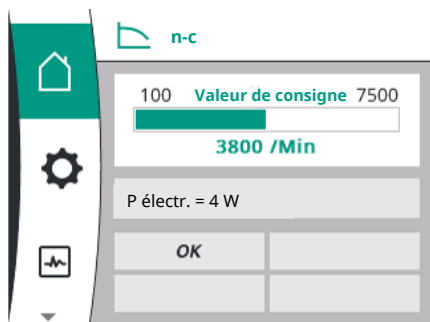 n-c
100 Valeur de consigne 7500
3800 /Min
P électr. = 4 W
OK